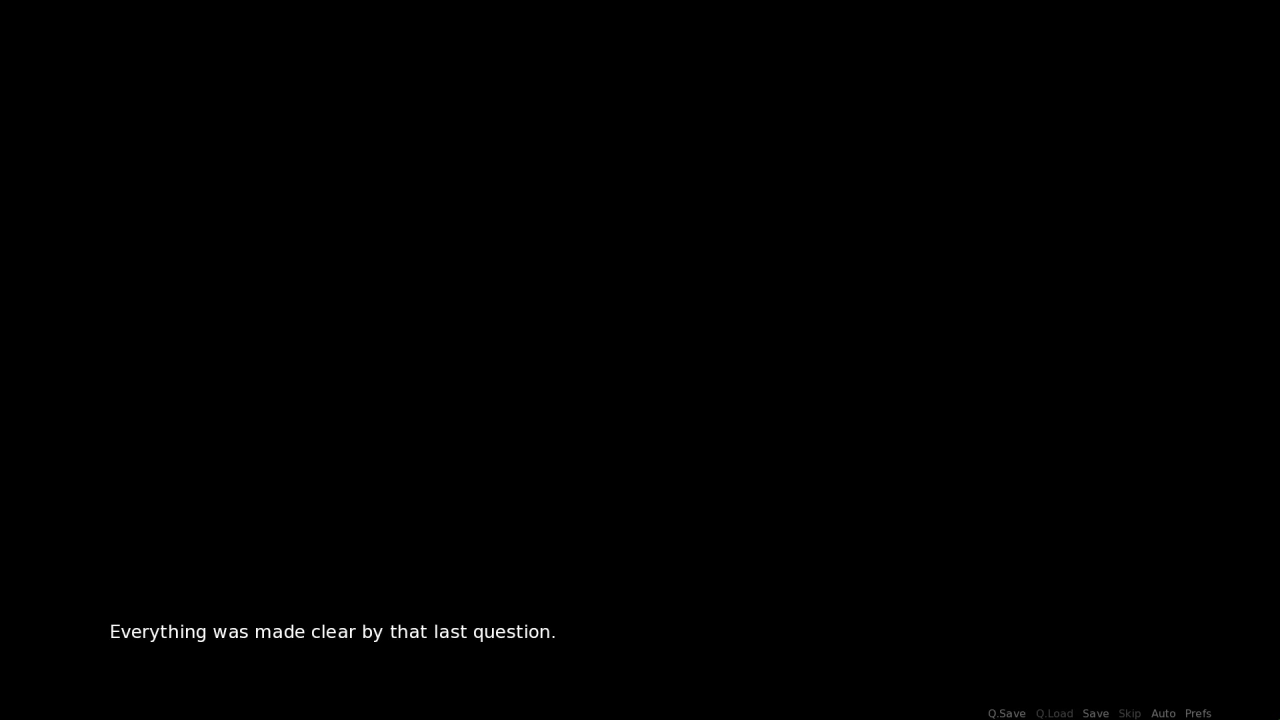 Everything was made clear by that last question.
Q.Save Q.Load Save Skip Auto Prefs